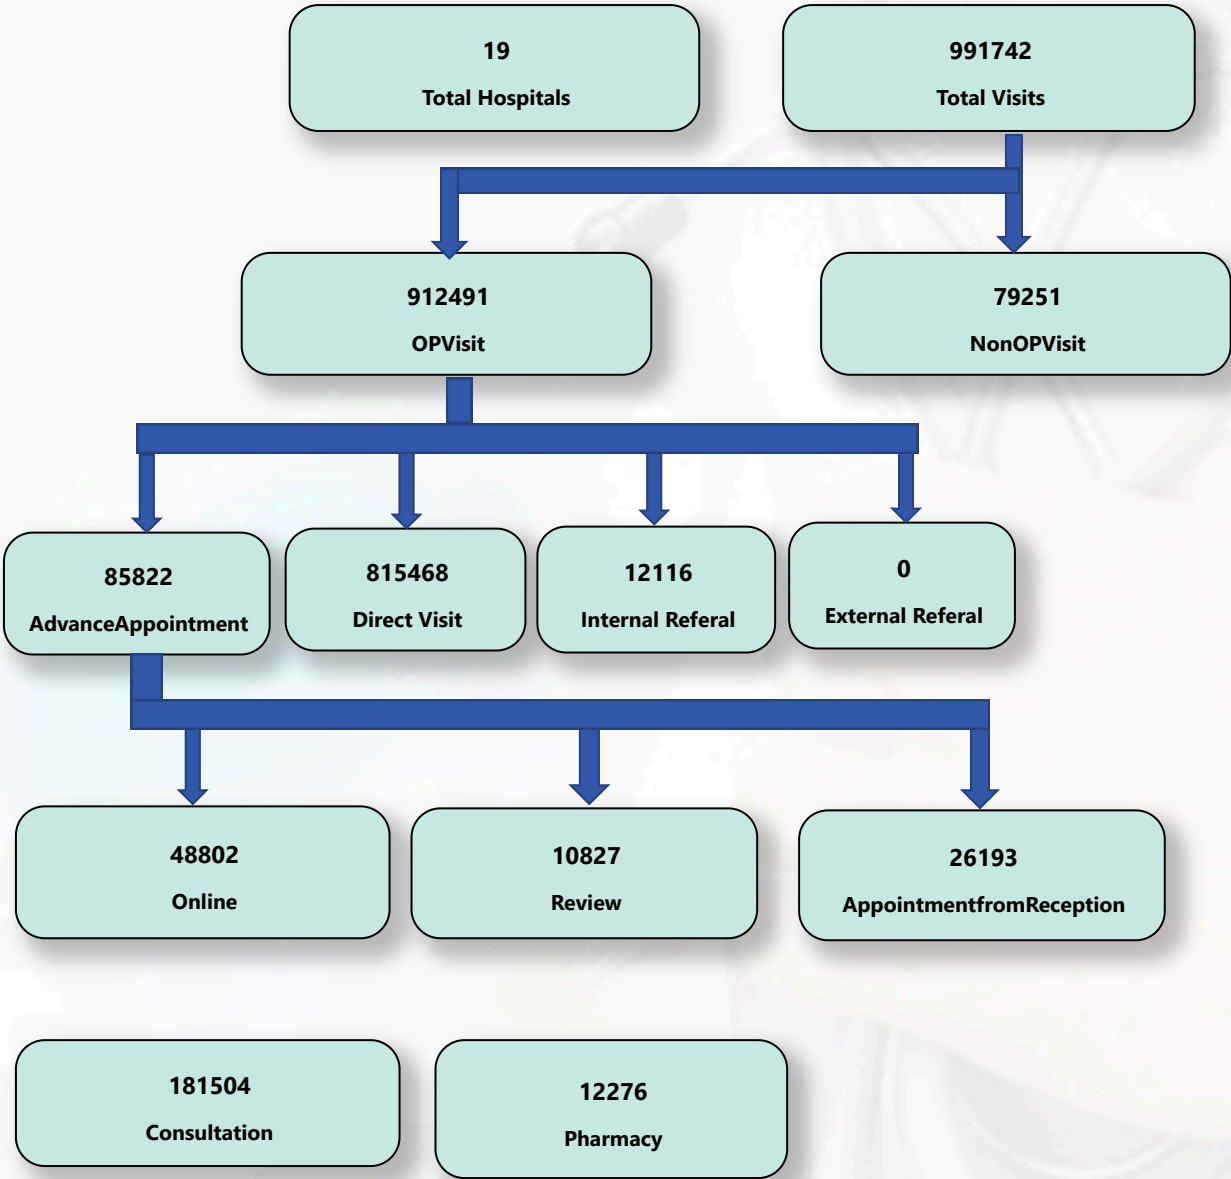 19
Total Hospitals
991742
Total Visits
912491
OPVisit
79251
NonOPVisit
85822
AdvanceAppointment
815468
Direct Visit
12116
Internal Referal
0
External Referal
48802
Online
10827
Review
26193
AppointmentfromReception
181504
Consultation
12276
Pharmacy